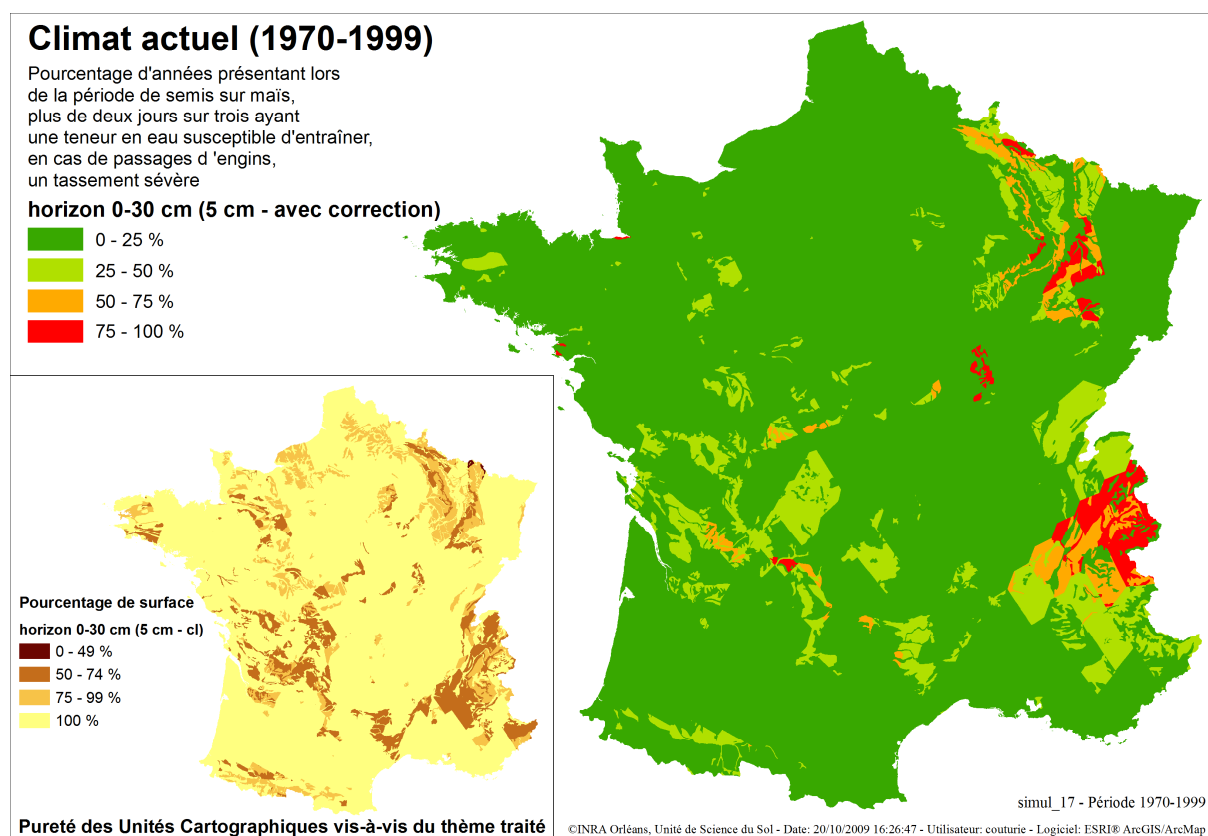 Climat actuel (1970-1999)
Pourcentage d'années présentant lors
de la période de semis sur maïs,
plus de deux jours sur trois ayant
une teneur en eau susceptible d'entraîner,
en cas de passages d 'engins,
un tassement sévère
horizon 0-30 cm (5 cm - avec correction)
0 - 25 %
25 - 50 %
50 - 75 %
75 - 100 %
Pourcentage de surface
horizon 0-30 cm (5 cm - cl)
0 - 49 %
50 - 74 %
75 - 99 %
100 %
Pureté des Unités Cartographiques vis-à-vis du thème traité
simul_17 - Période 1970-1999
©INRA Orléans, Unité de Science du Sol - Date: 20/10/2009 16:26:47 - Utilisateur: couturie - Logiciel: ESRI® ArcGIS/ArcMap